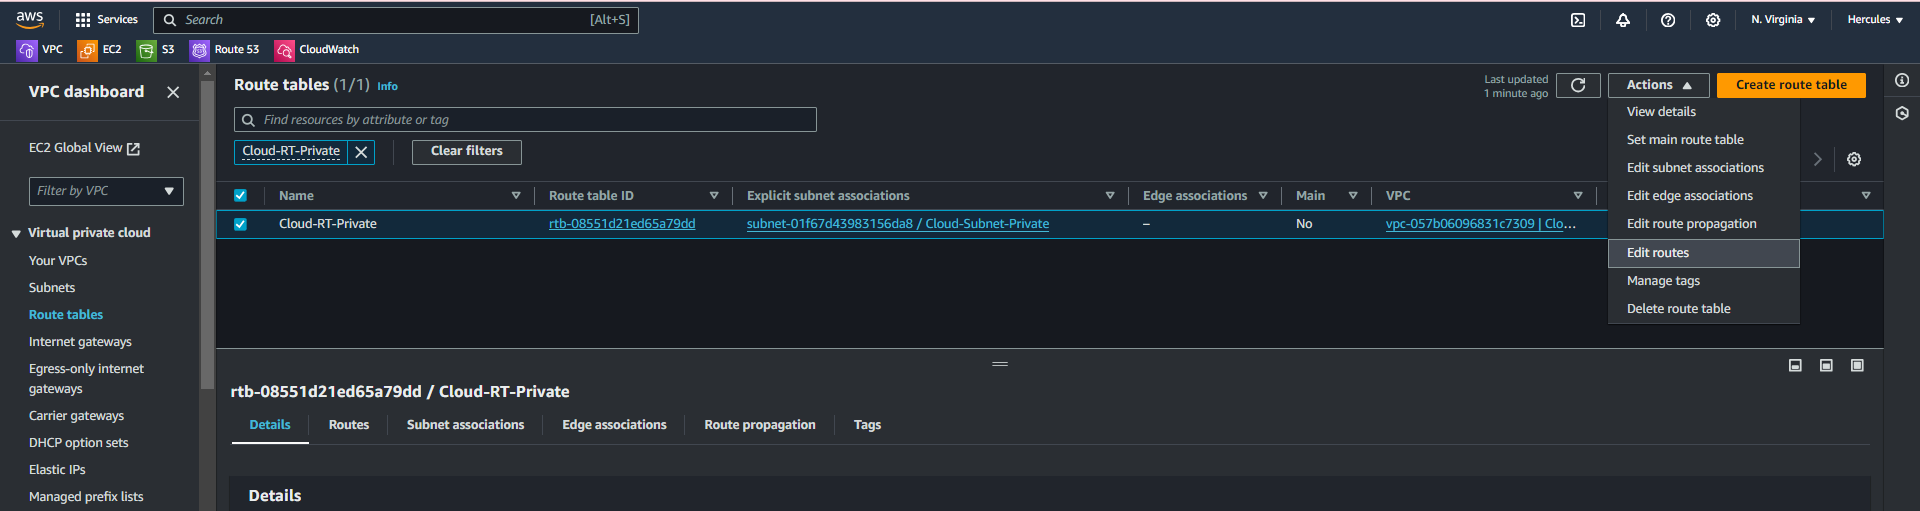 aws
Services
Search
[Alt+S]
N. Virginia
Hercules
VPC
EC2
S3
Route 53
CloudWatch
VPC dashboard
EC2 Global View
Filter by VPC
Virtual private cloud
Your VPCs
Subnets
Route tables
Internet gateways
Egress-only internet
gateways
Carrier gateways
DHCP option sets
Elastic IPs
Managed prefix lists
Route tables (1/1) Info
Last updated
1 minute ago
Actions
Create route table
Find resources by attribute or tag
Cloud-RT-Private
Clear filters
View details
Set main route table
Edit subnet associations
Edit edge associations
Edit route propagation
Edit routes
Manage tags
Delete route table
Name
Route table ID
Explicit subnet associations
Edge associations
Main
VPC
Cloud-RT-Private
rtb-08551d21ed65a79dd
subnet-01f67d43983156da8 / Cloud-Subnet-Private
–
No
vpc-057b06096831c7309 | Clo...
rtb-08551d21ed65a79dd / Cloud-RT-Private
Details
Routes
Subnet associations
Edge associations
Route propagation
Tags
Details